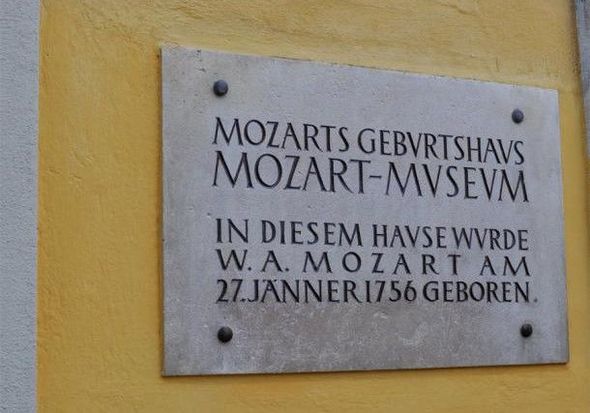 MOZARTS GEBVRTSHAVS
MOZART-MVSEVM
IN DIESEM HAVSE WVRDE
W. A. MOZART AM
27. JÄNNER 1756 GEBOREN.